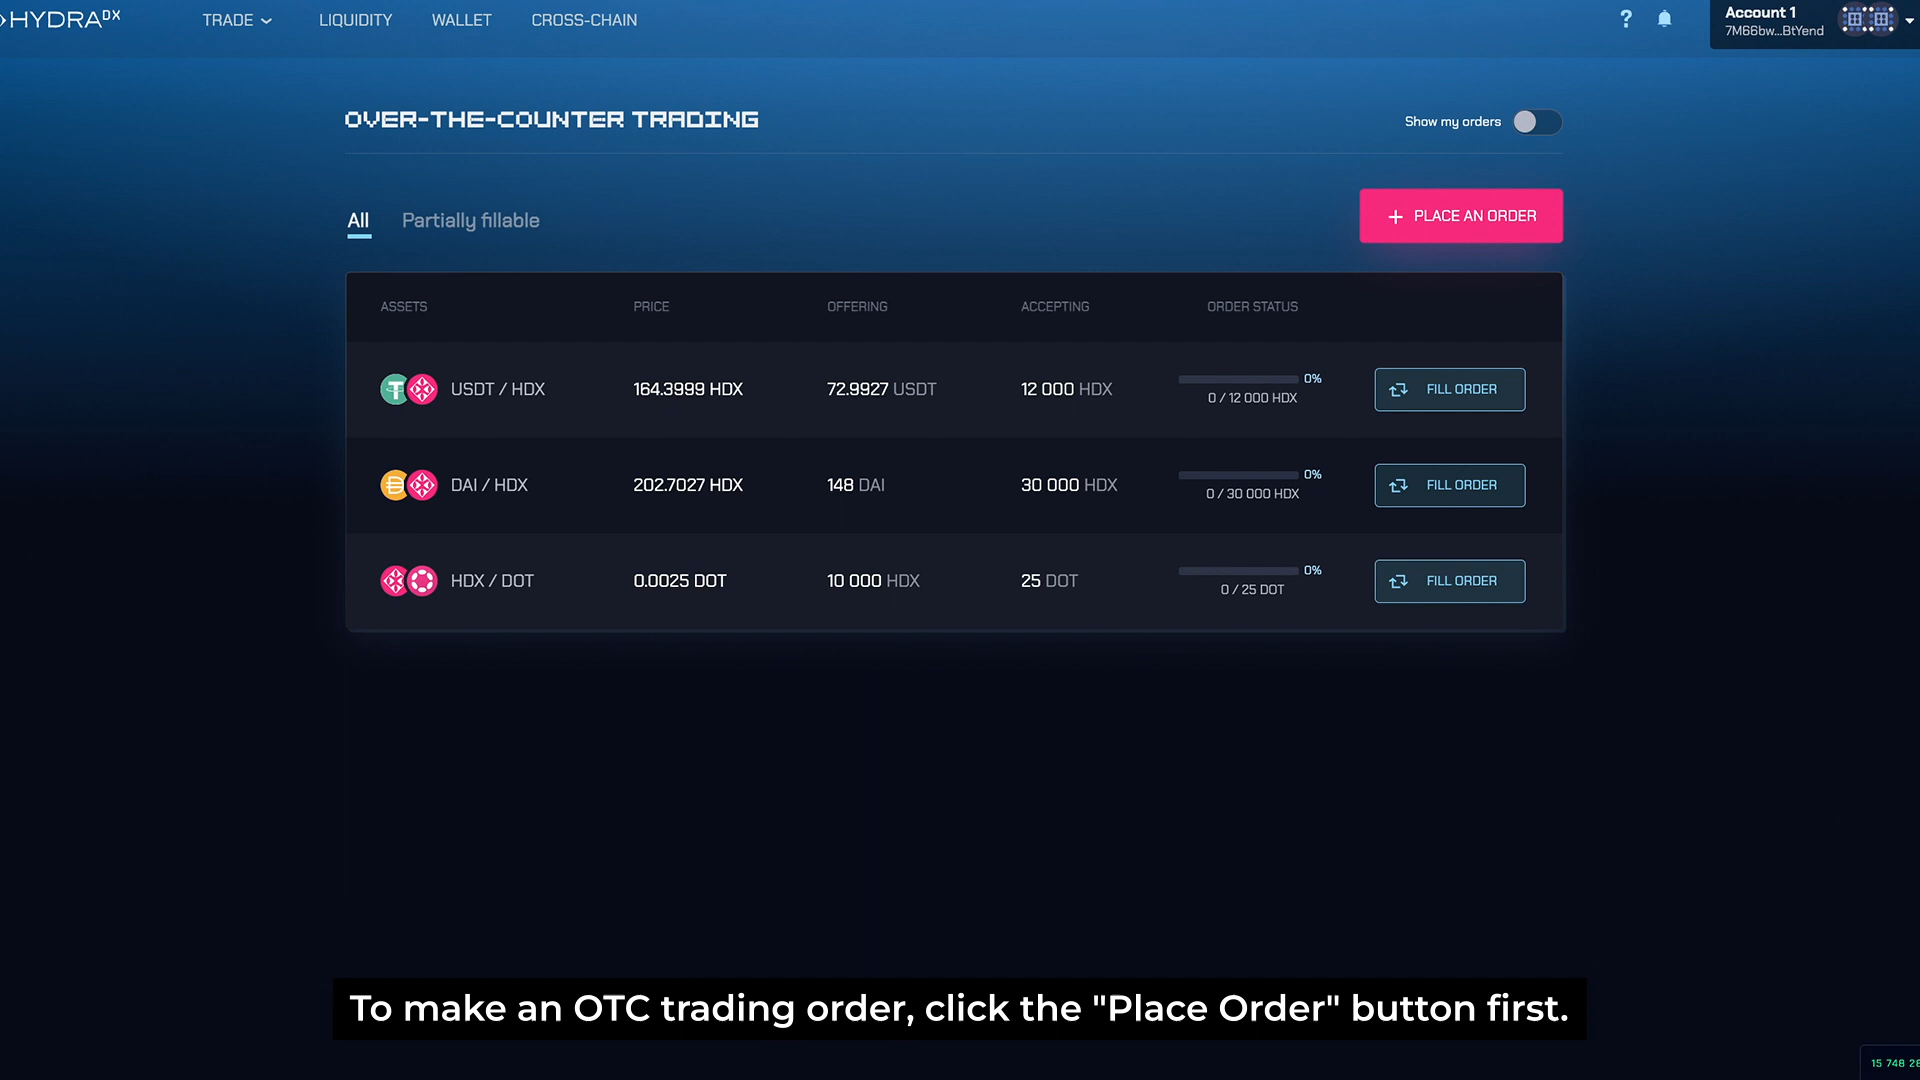 HYDRADX
TRADE
LIQUIDITY
WALLET
CROSS-CHAIN
?
Account 1
7M66bw...BtYend
OVER-THE-COUNTER TRADING
Show my orders
All
Partially fillable
+ PLACE AN ORDER
ASSETS PRICE OFFERING ACCEPTING ORDER STATUS
USDT / HDX 164.3999 HDX 72.9927 USDT 12 000 HDX 0%
0 / 12 000 HDX
FILL ORDER
DAI / HDX 202.7027 HDX 148 DAI 30 000 HDX 0%
0 / 30 000 HDX
FILL ORDER
HDX / DOT 0.0025 DOT 10 000 HDX 25 DOT 0%
0 / 25 DOT
FILL ORDER
To make an OTC trading order, click the "Place Order" button first.
15 748